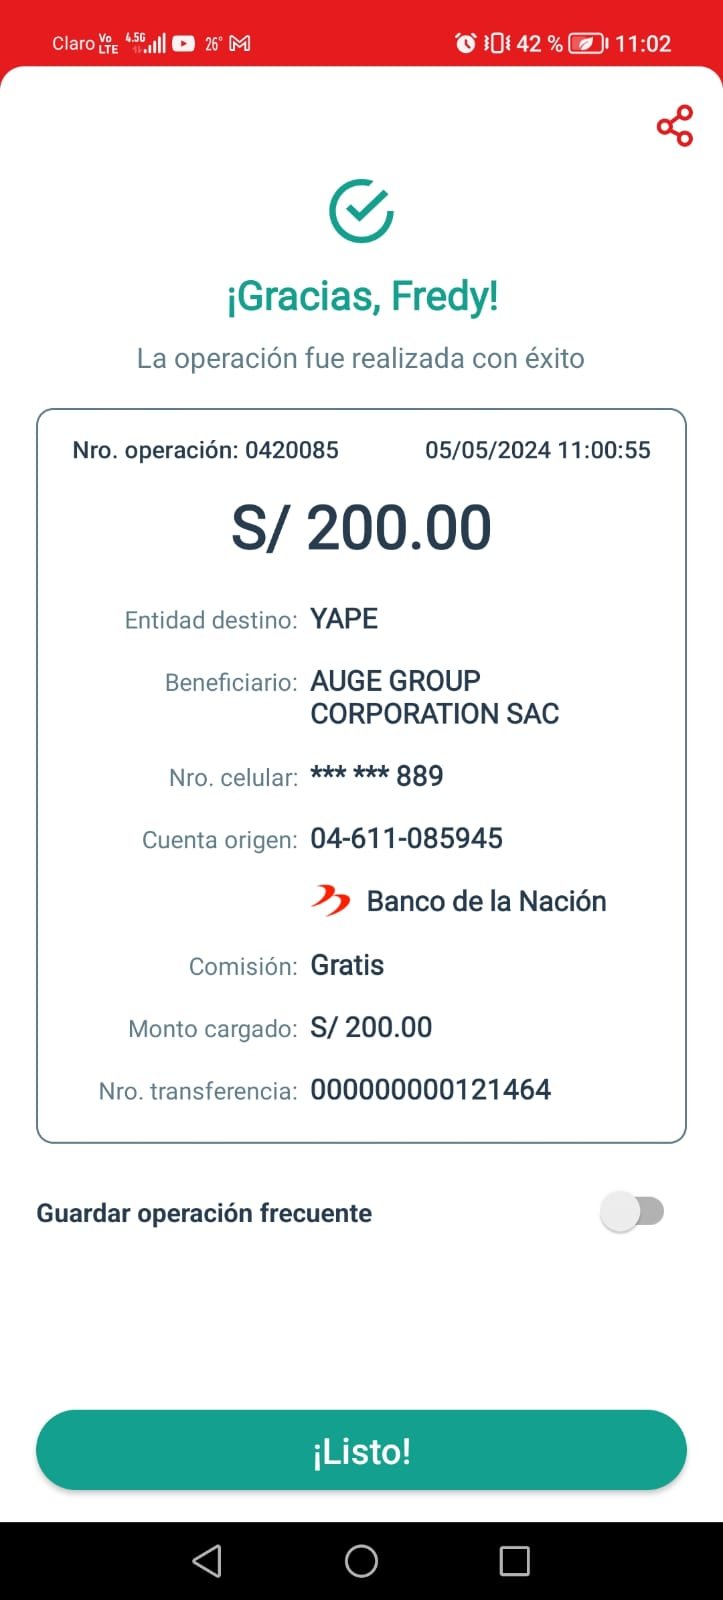 Claro Vo LTE 4.5G 26° 42 % 11:02
¡Gracias, Fredy!
La operación fue realizada con éxito
Nro. operación: 0420085 05/05/2024 11:00:55
S/ 200.00
Entidad destino: YAPE
Beneficiario: AUGE GROUP
CORPORATION SAC
Nro. celular: *** *** 889
Cuenta origen: 04-611-085945
Banco de la Nación
Comisión: Gratis
Monto cargado: S/ 200.00
Nro. transferencia: 000000000121464
Guardar operación frecuente
¡Listo!